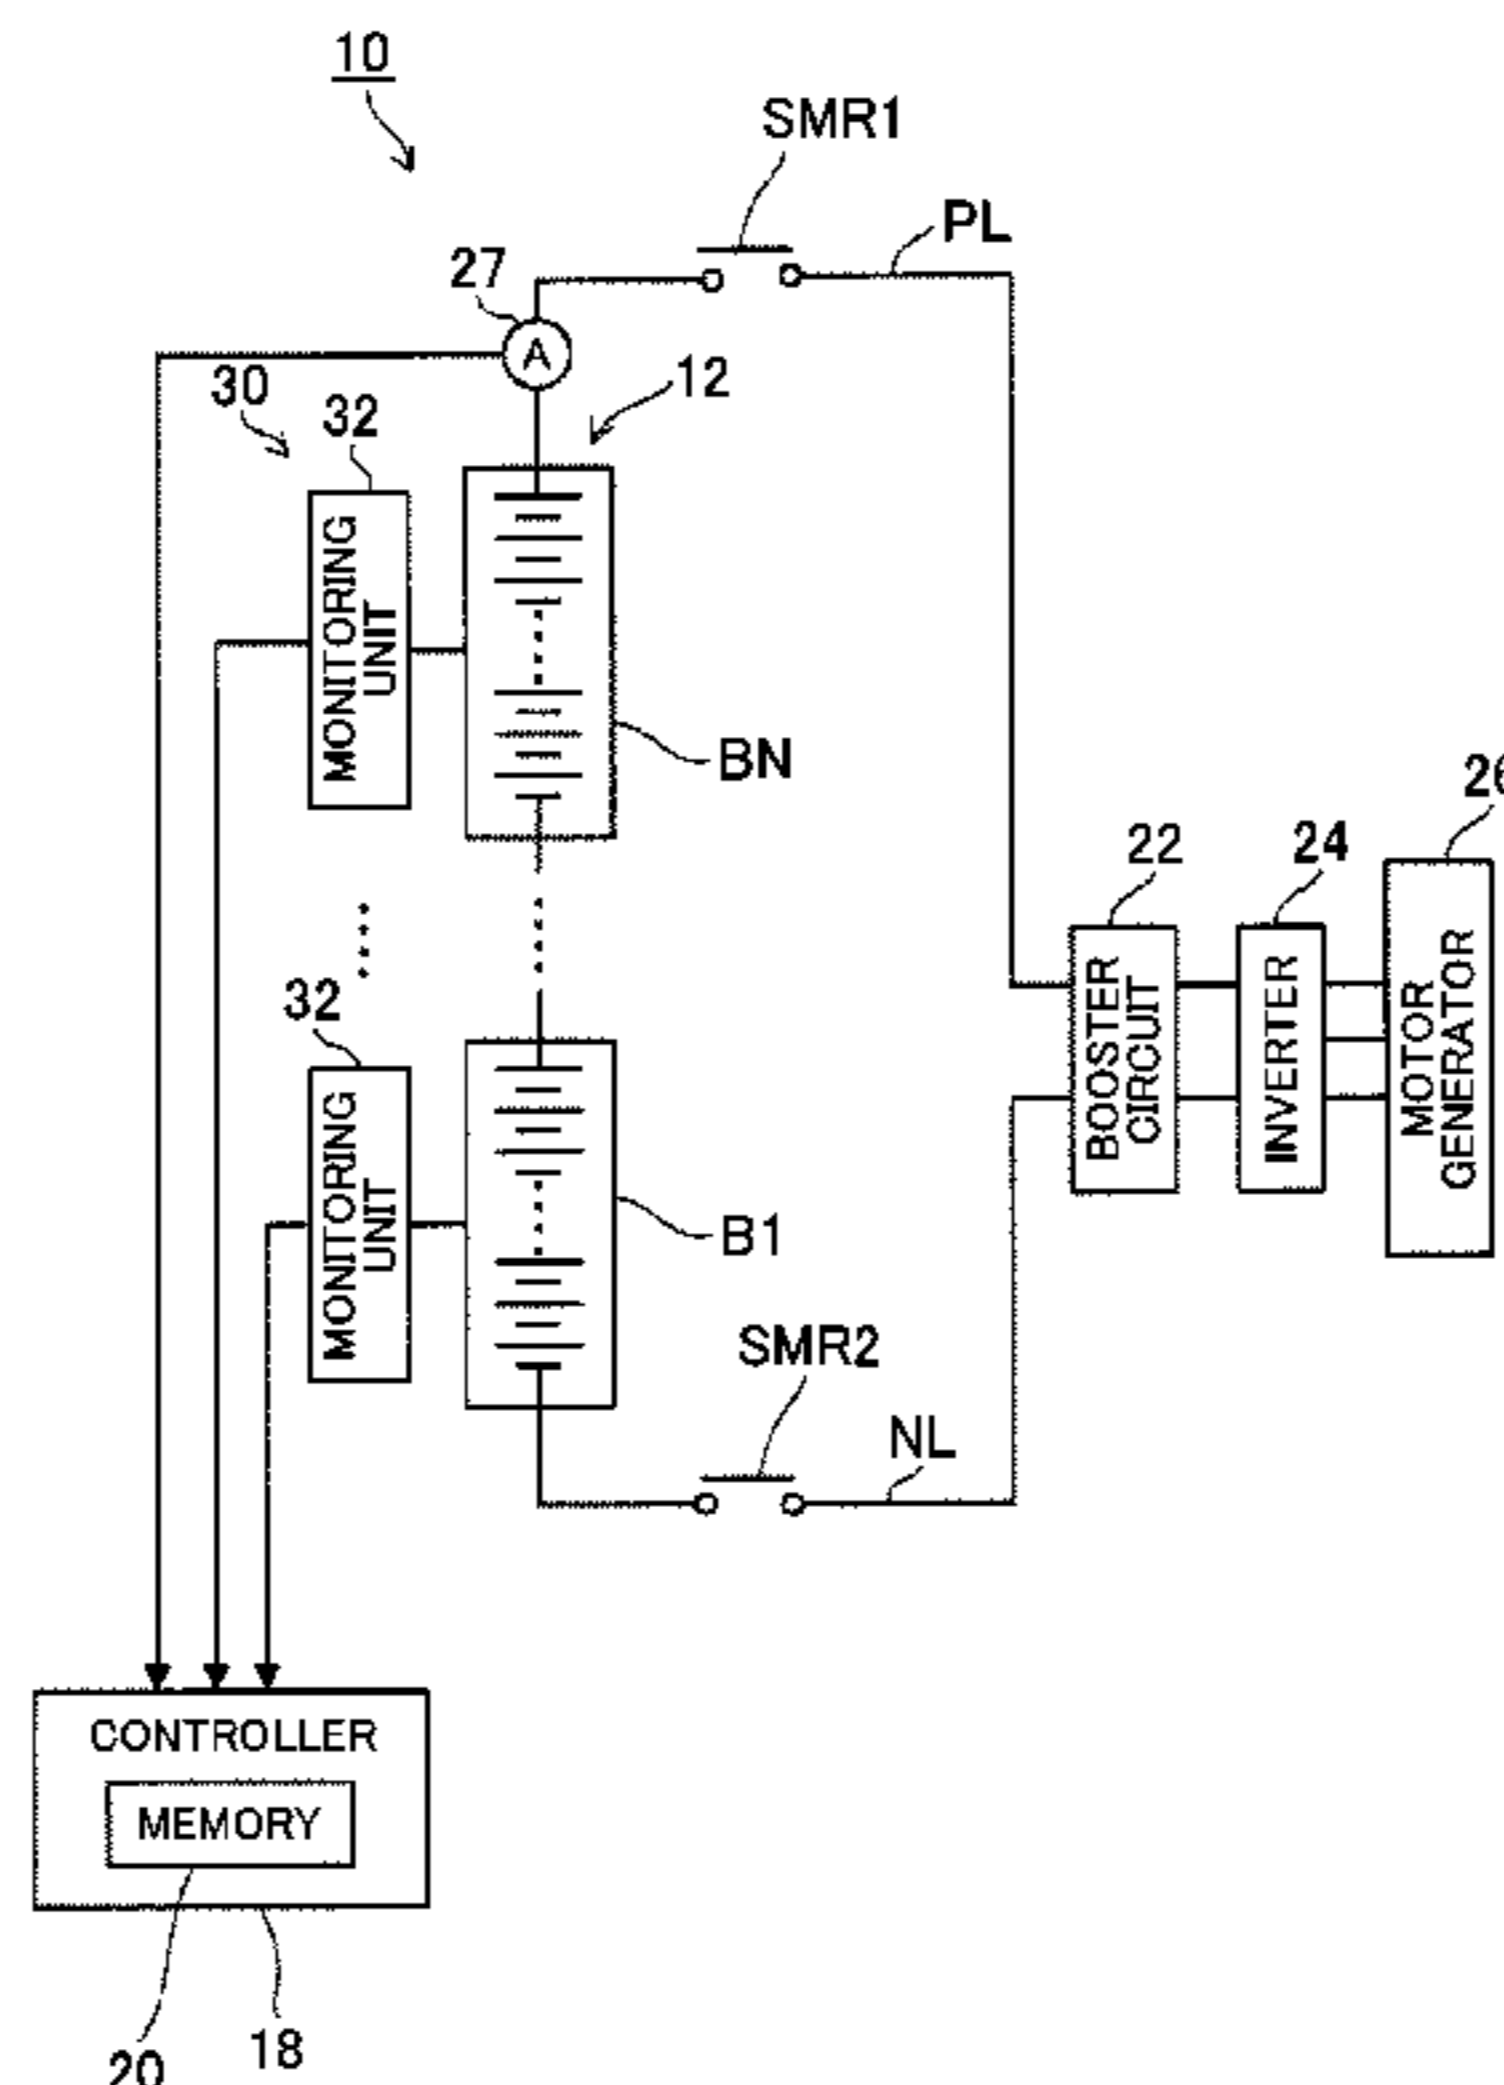 10
SMR1
PL
27
A
12
30
32
MONITORING
UNIT
BN
26
22
24
BOOSTER
CIRCUIT
INVERTER
MOTOR
GENERATOR
32
MONITORING
UNIT
B1
SMR2
NL
CONTROLLER
MEMORY
18
20